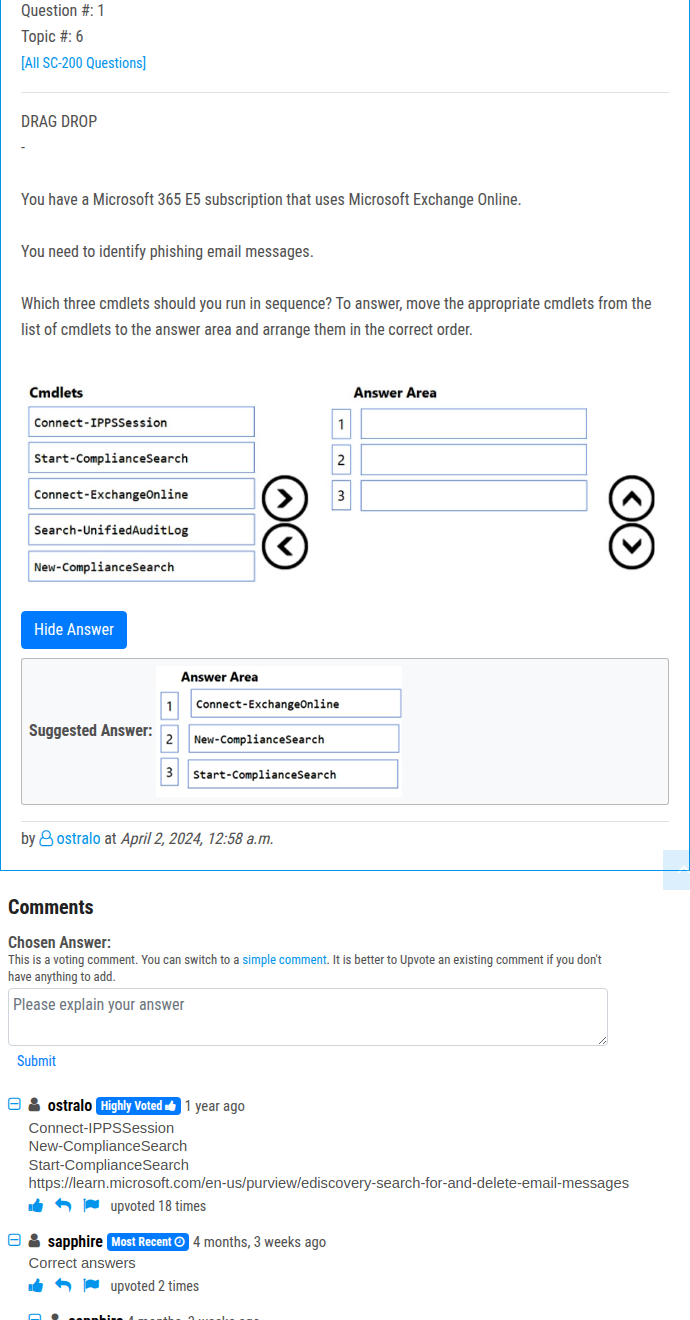 Question #: 1
Topic #: 6
[All SC-200 Questions]
DRAG DROP
-
You have a Microsoft 365 E5 subscription that uses Microsoft Exchange Online.
You need to identify phishing email messages.
Which three cmdlets should you run in sequence? To answer, move the appropriate cmdlets from the
list of cmdlets to the answer area and arrange them in the correct order.
Cmdlets
Connect-IPPSSession
Start-ComplianceSearch
Connect-ExchangeOnline
Search-UnifiedAuditLog
New-ComplianceSearch
Answer Area
1
2
3
Hide Answer
Suggested Answer:
Answer Area
1 Connect-ExchangeOnline
2 New-ComplianceSearch
3 Start-ComplianceSearch
by ostralo at April 2, 2024, 12:58 a.m.
Comments
Chosen Answer:
This is a voting comment. You can switch to a simple comment. It is better to Upvote an existing comment if you don't
have anything to add.
Please explain your answer
Submit
ostralo Highly Voted 1 year ago
Connect-IPPSSession
New-ComplianceSearch
Start-ComplianceSearch
https://learn.microsoft.com/en-us/purview/ediscovery-search-for-and-delete-email-messages
upvoted 18 times
sapphire Most Recent 4 months, 3 weeks ago
Correct answers
upvoted 2 times